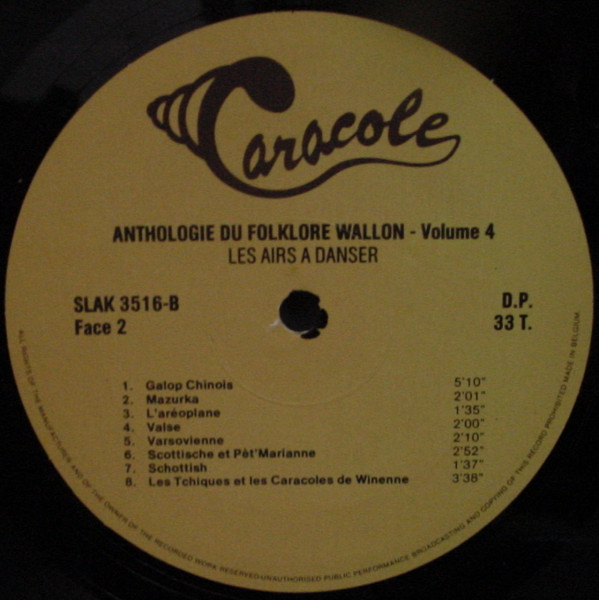 Caracole
ANTHOLOGIE DU FOLKLORE WALLON - Volume 4
LES AIRS A DANSER
SLAK 3516-B
D.P.
Face 2
33 T.
1. Galop Chinois 5'10"
2. Mazurka 2'01"
3. L'aréoplane 1'35"
4. Valse 2'00"
5. Varsovienne 2'10"
6. Scottische et Pêt'Marianne 2'52"
7. Schottish 1'37"
8. Les Tchiques et les Caracoles de Winenne 3'38"
ALL RIGHTS OF THE MANUFACTURER AND OF THE OWNER OF THE RECORDED WORK RESERVED-UNAUTHORISED PUBLIC PERFORMANCE BROADCASTING AND COPYING OF THIS RECORD PROHIBITED MADE IN BELGIUM